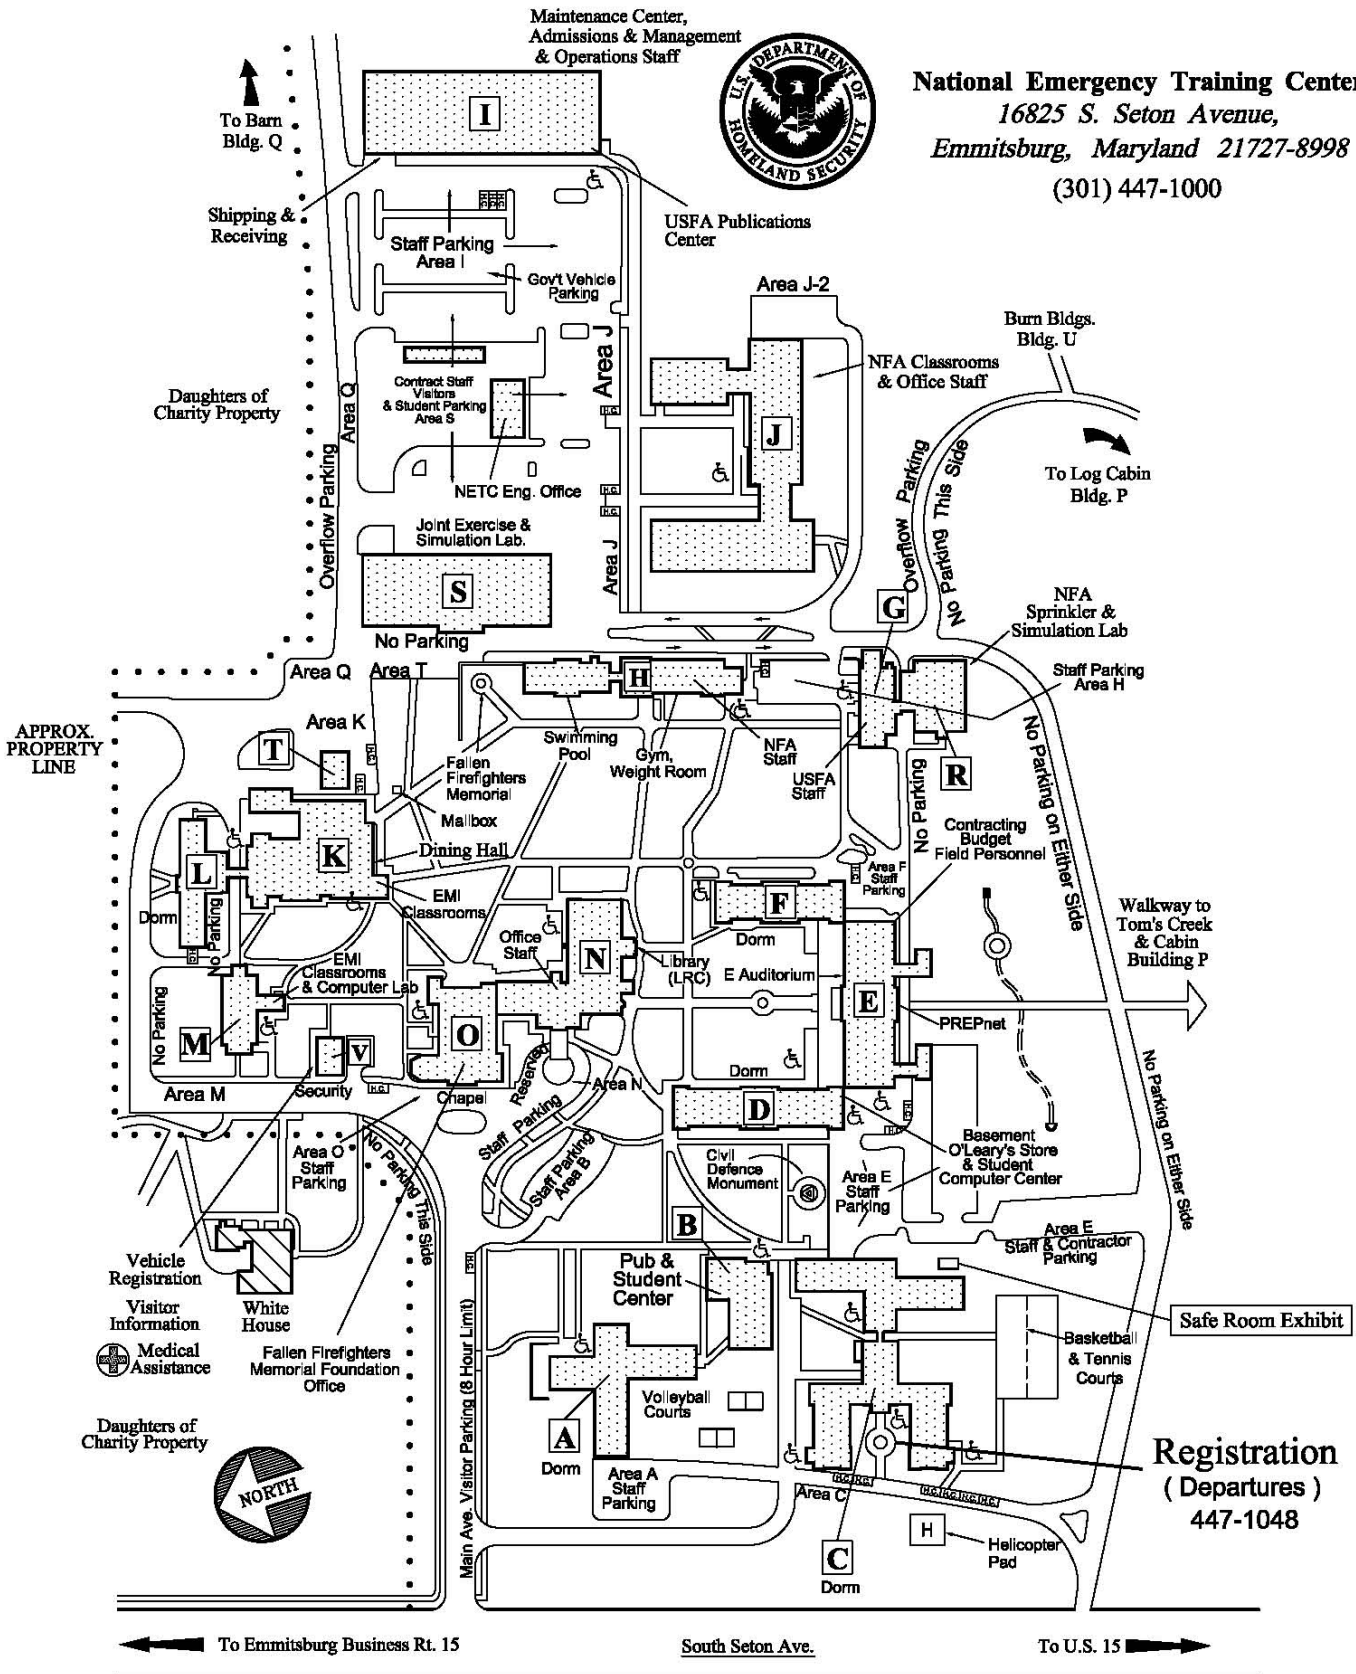 Maintenance Center,
Admissions & Management
& Operations Staff
U.S. DEPARTMENT OF
HOMELAND SECURITY
National Emergency Training Center
16825 S. Seton Avenue,
Emmitsburg, Maryland 21727-8998
(301) 447-1000
To Barn
Bldg. Q
I
Shipping &
Receiving
H.C. H.C. H.C.
USFA Publications
Center
Staff Parking
Area I
Gov't Vehicle
Parking
Area J-2
Burn Bldgs.
Bldg. U
Area J
NFA Classrooms
& Office Staff
Daughters of
Charity Property
Area Q
Contract Staff
Visitors
& Student Parking
Area S
H.C.
J
Overflow Parking
No Parking This Side
To Log Cabin
Bldg. P
Overflow Parking
NETC Eng. Office
H.C.
H.C.
Joint Exercise &
Simulation Lab.
Area J
S
G
NFA
Sprinkler &
Simulation Lab
No Parking
Area Q
Area T
H
H.C.
Staff Parking
Area H
APPROX.
PROPERTY
LINE
Area K
T
H.C.
H.C.
Swimming
Pool
Gym,
Weight Room
NFA
Staff
USFA
Staff
No Parking
R
No Parking on Either Side
Fallen
Firefighters
Memorial
Mailbox
Dining Hall
Contracting
Budget
Field Personnel
L
K
H.C.
Area F
Staff
Parking
EMI
Classrooms
F
Dorm
Dorm
No Parking
H.C.
Office
Staff
N
Library
(LRC)
E Auditorium
Walkway to
Tom's Creek
& Cabin
Building P
EMI
Classrooms
& Computer Lab
E
PREPnet
No Parking
M
O
V
Security
Reserved
Area N
Dorm
Area M
H.C.
Chapel
D
H.C.
H.C.
No Parking on Either Side
Staff Parking
Area O
Staff
Parking
No Parking This Side
Staff Parking
Area B
Civil
Defence
Monument
Area E
Staff
Parking
Basement
O'Leary's Store
& Student
Computer Center
B
Area E
Staff & Contractor
Parking
Vehicle
Registration
H.C.
Pub &
Student
Center
Visitor
Information
White
House
Safe Room Exhibit
Medical
Assistance
Fallen Firefighters
Memorial Foundation
Office
Basketball
& Tennis
Courts
Main Ave. Visitor Parking (8 Hour Limit)
Volleyball
Courts
Daughters of
Charity Property
A
Dorm
Registration
( Departures )
447-1048
NORTH
Area A
Staff
Parking
H.C. H.C. H.C.
Area C
H.C. H.C. H.C. H.C.
H
Helicopter
Pad
C
Dorm
To Emmitsburg Business Rt. 15
South Seton Ave.
To U.S. 15